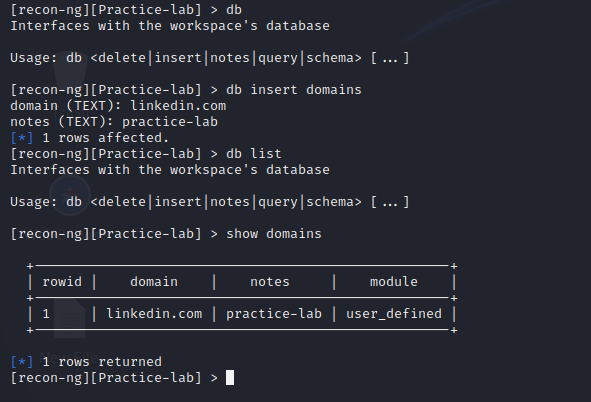 [recon-ng][Practice-lab] > db
Interfaces with the workspace's database
Usage: db <delete|insert|notes|query|schema> [...]
[recon-ng][Practice-lab] > db insert domains
domain (TEXT): linkedin.com
notes (TEXT): practice-lab
[*] 1 rows affected.
[recon-ng][Practice-lab] > db list
Interfaces with the workspace's database
Usage: db <delete|insert|notes|query|schema> [...]
[recon-ng][Practice-lab] > show domains
| rowid | domain | notes | module |
| 1 | linkedin.com | practice-lab | user_defined |
[*] 1 rows returned
[recon-ng][Practice-lab] >